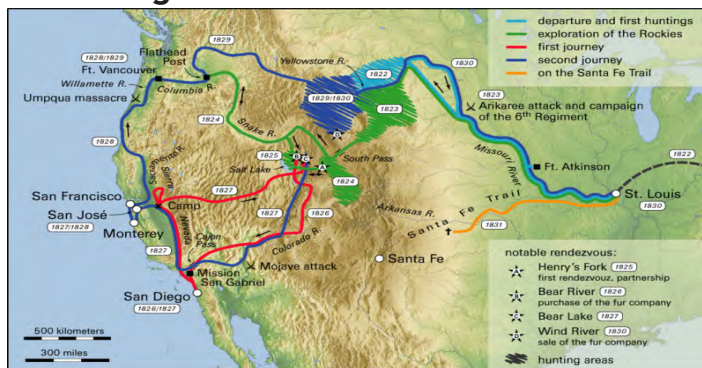 departure and first huntings
exploration of the Rockies
first journey
second journey
on the Santa Fe Trail
1828/1829
1829
Flathead
Post
Ft. Vancouver
Willamette R.
Columbia R.
Umpqua massacre
Yellowstone R.
1822
1830
1829/1830
1823
1823
Arikaree attack and campaign
of the 6th Regiment
1824
Snake R.
1828
1825
South Pass
Salt Lake
1824
Missouri River
Ft. Atkinson
1822
St. Louis
1830
Sacramento R.
Sierra
Nevada
San Francisco
San José
1827/1828
Monterey
Camp
1827
1827
1826
1827
Cajon
Pass
Colorado R.
Arkansas R.
Santa Fe Trail
1831
Santa Fe
Mojave attack
Mission
San Gabriel
San Diego
1826/1827
500 kilometers
300 miles
notable rendezvous:
A Henry's Fork 1825
first rendezvouz, partnership
B Bear River 1826
purchase of the fur company
C Bear Lake 1827
D Wind River 1830
sale of the fur company
hunting areas